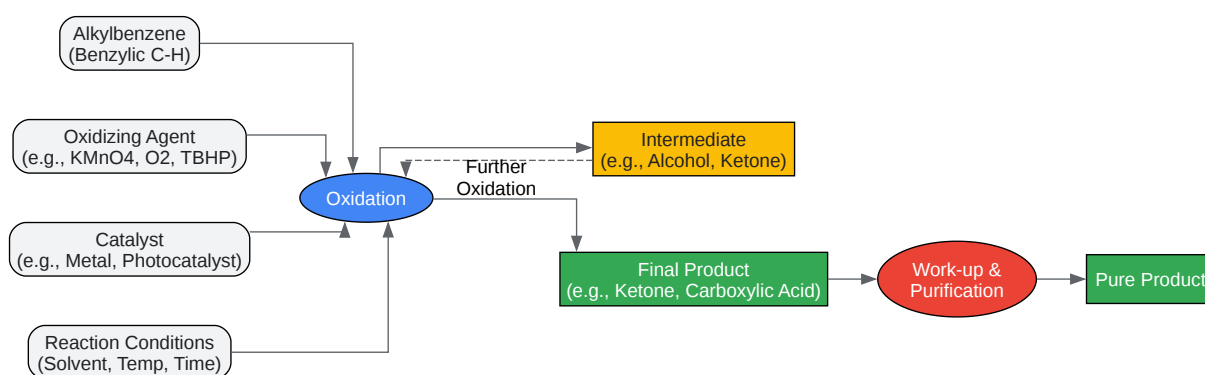 Alkylbenzene
(Benzylic C-H)
Oxidizing Agent
(e.g., KMnO4, O2, TBHP)
Catalyst
(e.g., Metal, Photocatalyst)
Reaction Conditions
(Solvent, Temp, Time)
Oxidation
Intermediate
(e.g., Alcohol, Ketone)
Further
Oxidation
Final Product
(e.g., Ketone, Carboxylic Acid)
Work-up &
Purification
Pure Product